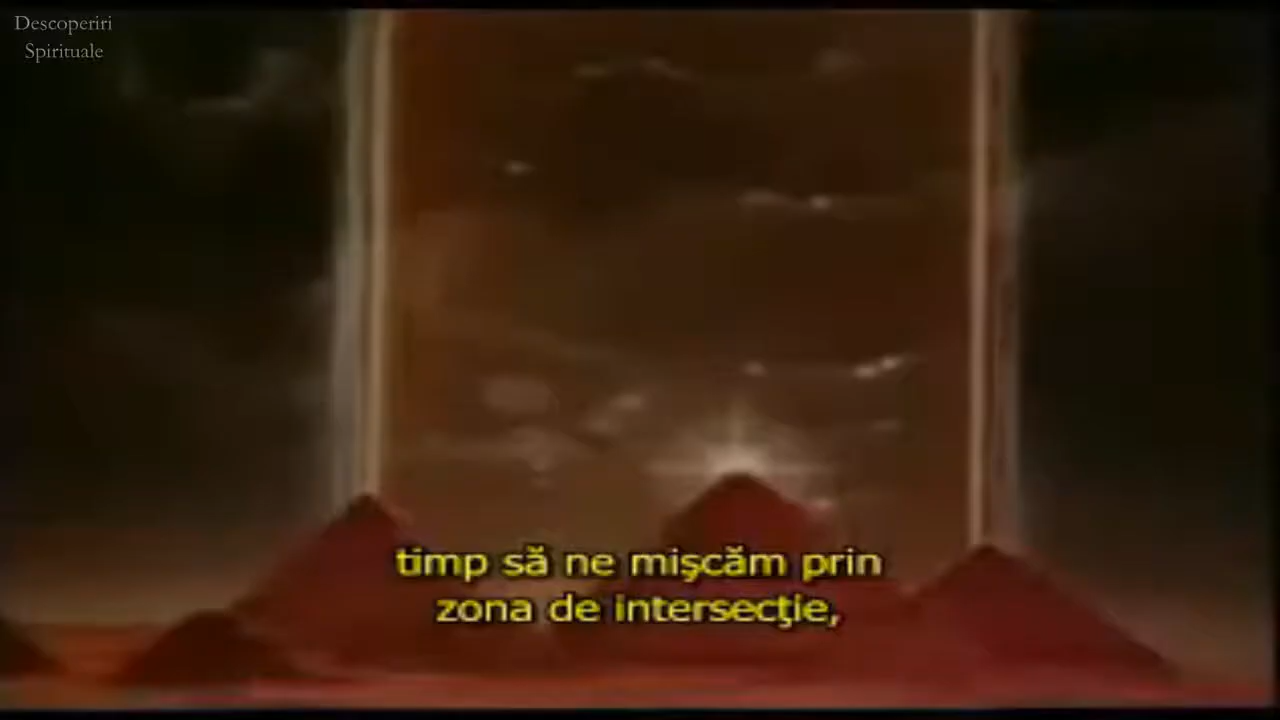 Descoperiri
Spirituale
timp să ne mişcăm prin
zona de intersecţie,